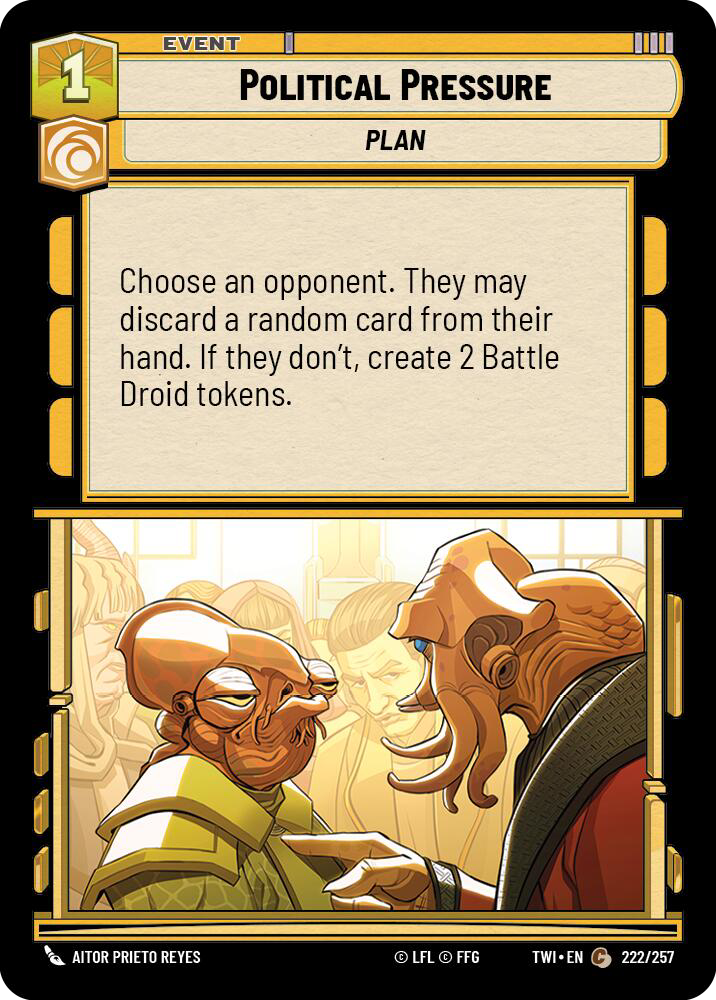 EVENT
1
POLITICAL PRESSURE
PLAN
Choose an opponent. They may
discard a random card from their
hand. If they don't, create 2 Battle
Droid tokens.
AITOR PRIETO REYES
© LFL © FFG
TWI • EN C 222/257